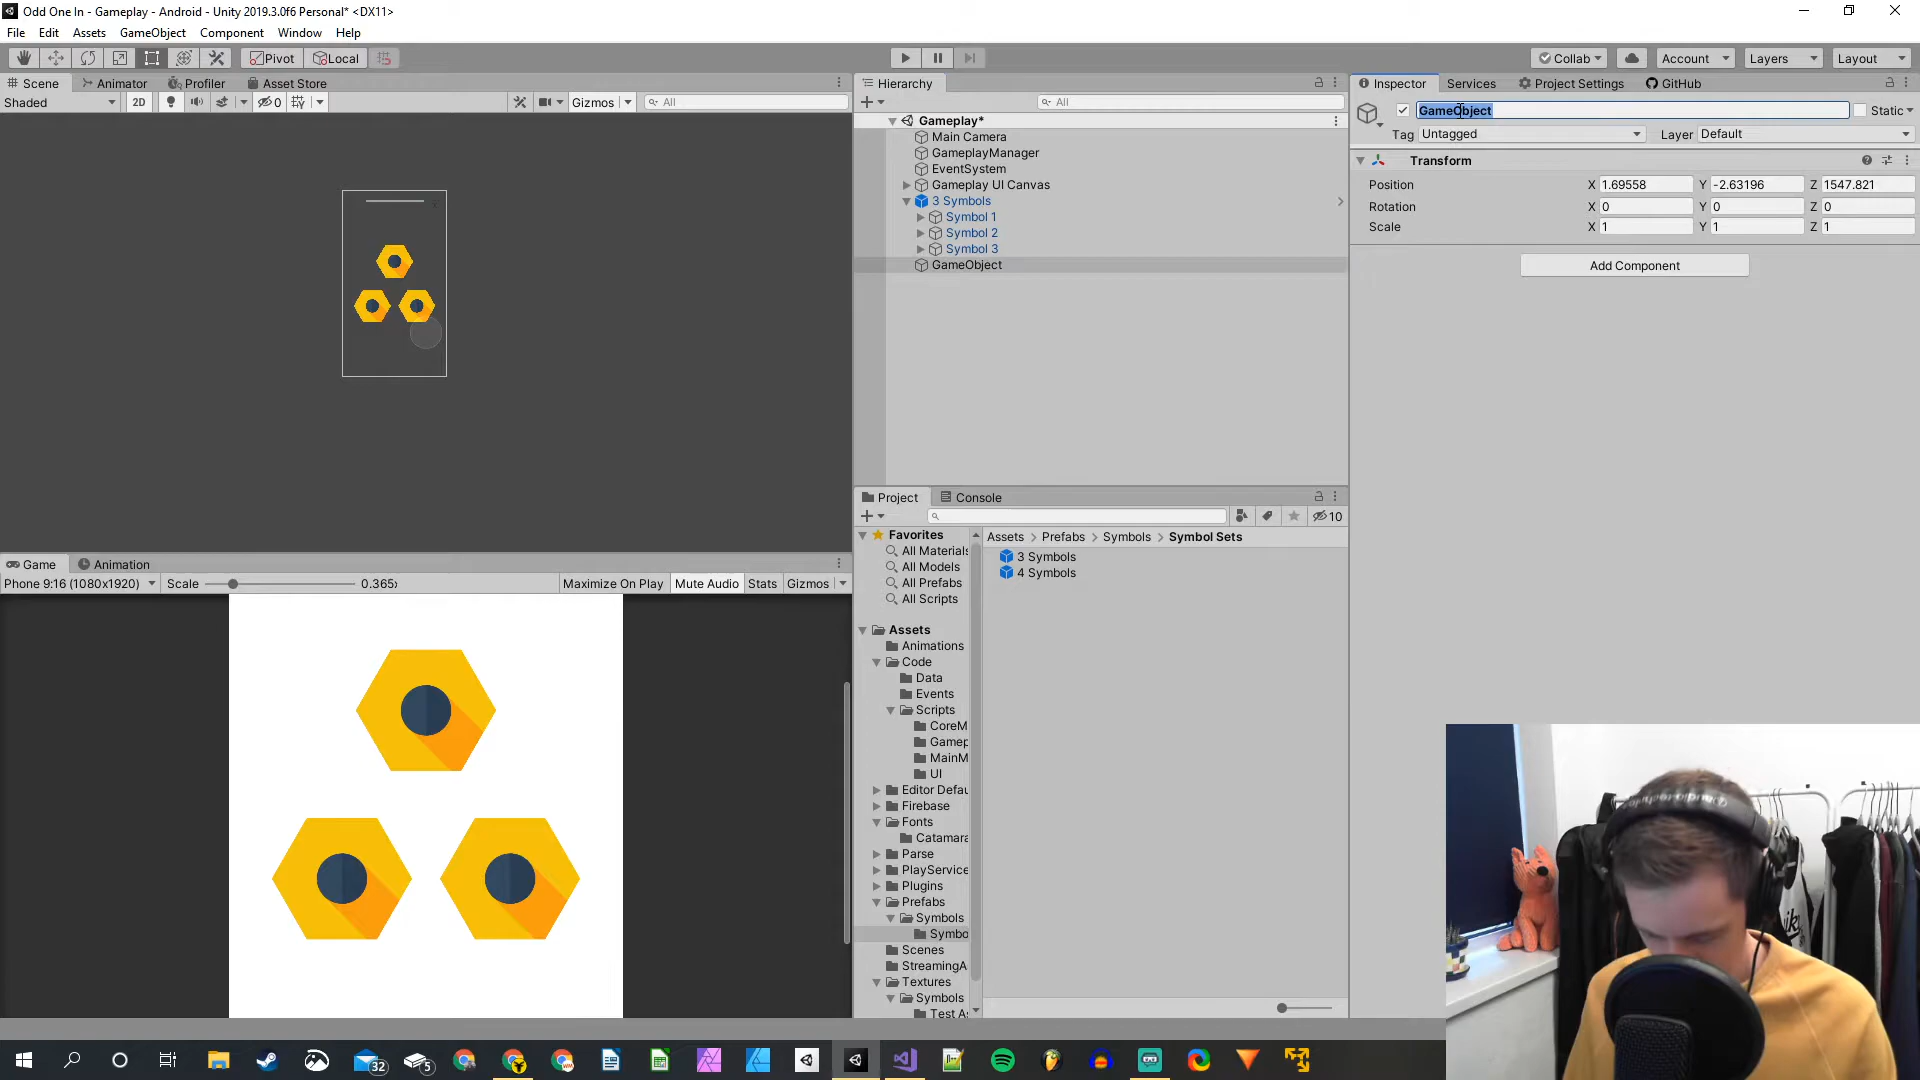 Odd One In - Gameplay - Android - Unity 2019.3.0f6 Personal* <DX11>
File Edit Assets GameObject Component Window Help
Pivot Local
Collab Account Layers Layout
Scene Animator Profiler Asset Store
Shaded 2D 0 Gizmos All
Hierarchy
All
Gameplay*
Main Camera
GameplayManager
EventSystem
Gameplay UI Canvas
3 Symbols
Symbol 1
Symbol 2
Symbol 3
GameObject
Inspector Services Project Settings GitHub
GameObject Static
Tag Untagged Layer Default
Transform
Position X 1.69558 Y -2.63196 Z 1547.821
Rotation X 0 Y 0 Z 0
Scale X 1 Y 1 Z 1
Add Component
Game Animation
Phone 9:16 (1080x1920) Scale 0.365x Maximize On Play Mute Audio Stats Gizmos
Project Console
10
Favorites
All Materials
All Models
All Prefabs
All Scripts
Assets
Animations
Code
Data
Events
Scripts
CoreM
Gamep
MainM
UI
Editor Defau
Firebase
Fonts
Catamara
Parse
PlayService
Plugins
Prefabs
Symbols
Symbo
Scenes
StreamingA
Textures
Symbols
Test A
Assets > Prefabs > Symbols > Symbol Sets
3 Symbols
4 Symbols
32
5